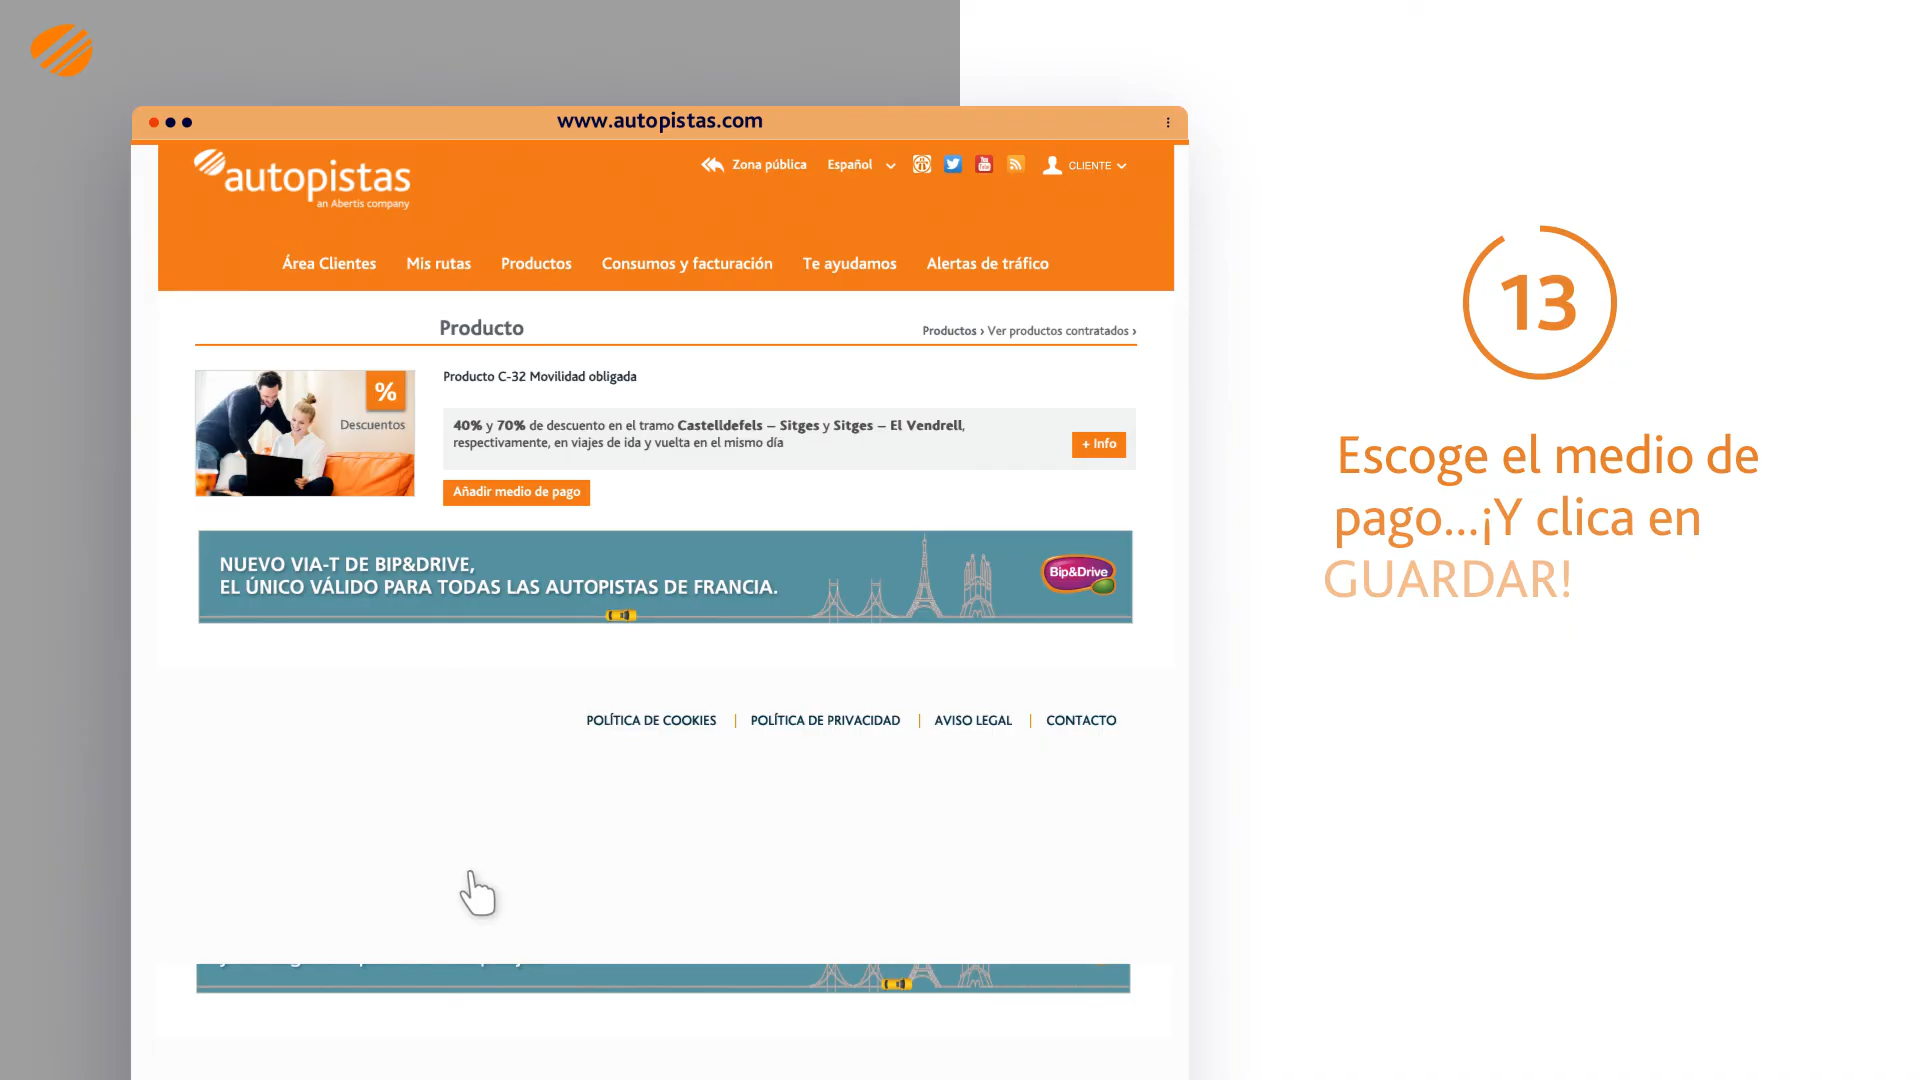 www.autopistas.com
autopistas
an Abertis company
Zona pública
Español
CLIENTE
Área Clientes
Mis rutas
Productos
Consumos y facturación
Te ayudamos
Alertas de tráfico
Producto
Productos › Ver productos contratados ›
%
Descuentos
Producto C-32 Movilidad obligada
40% y 70% de descuento en el tramo Castelldefels – Sitges y Sitges – El Vendrell,
respectivamente, en viajes de ida y vuelta en el mismo día
+ Info
Añadir medio de pago
NUEVO VIA-T DE BIP&DRIVE,
EL ÚNICO VÁLIDO PARA TODAS LAS AUTOPISTAS DE FRANCIA.
Bip&Drive
POLÍTICA DE COOKIES
POLÍTICA DE PRIVACIDAD
AVISO LEGAL
CONTACTO
13
Escoge el medio de
pago...¡Y clica en
GUARDAR!